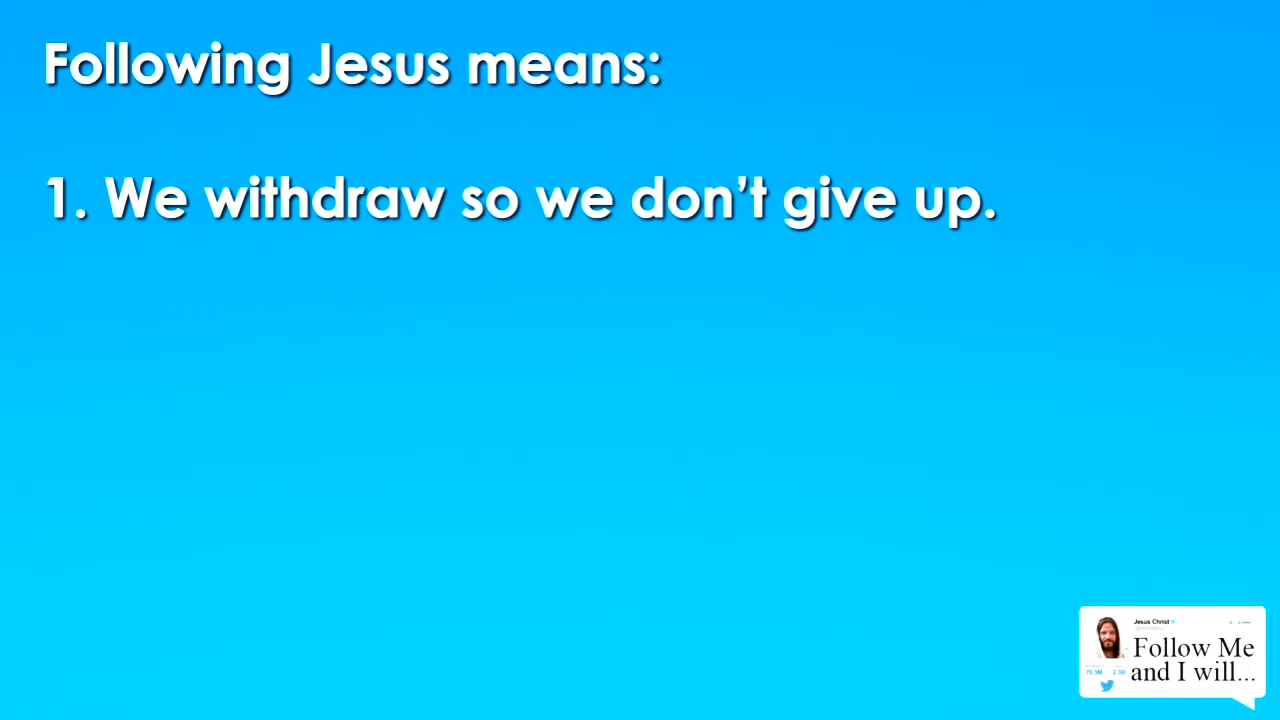 Following Jesus means:
1. We withdraw so we don’t give up.
Jesus Christ
Follow Me
and I will...